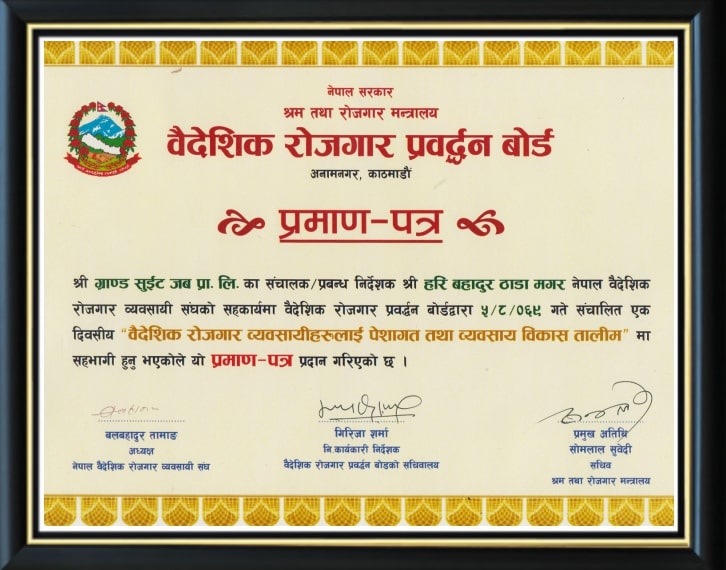 नेपाल सरकार
श्रम तथा रोजगार मन्त्रालय
वैदेशिक रोजगार प्रवर्द्धन बोर्ड
अनामनगर, काठमाडौं
प्रमाण-पत्र
श्री ग्राण्ड सुईट जब प्रा. लि. का संचालक/प्रबन्ध निर्देशक श्री हरि बहादुर ठाडा मगर नेपाल वैदेशिक
रोजगार व्यवसायी संघको सहकार्यमा वैदेशिक रोजगार प्रवर्द्धन बोर्डद्वारा ५/८/०६९ गते संचालित एक
दिवसीय "वैदेशिक रोजगार व्यवसायीहरुलाई पेशागत तथा व्यवसाय विकास तालीम" मा
सहभागी हुनु भएकोले यो प्रमाण-पत्र प्रदान गरिएको छ ।
बलबहादुर तामाङ
अध्यक्ष
नेपाल वैदेशिक रोजगार व्यवसायी संघ
गिरिजा शर्मा
नि.कार्यकारी निर्देशक
वैदेशिक रोजगार प्रवर्द्धन बोर्डको सचिवालय
प्रमुख अतिथि
सोमलाल सुवेदी
सचिव
श्रम तथा रोजगार मन्त्रालय